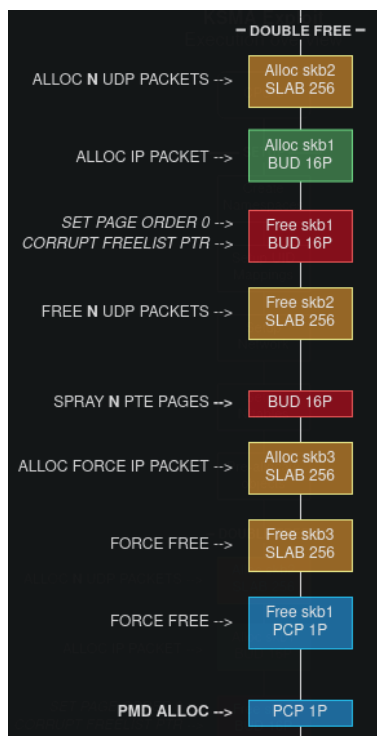 – DOUBLE FREE –
ALLOC N UDP PACKETS -->
Alloc skb2
SLAB 256
ALLOC IP PACKET -->
Alloc skb1
BUD 16P
SET PAGE ORDER 0 -->
CORRUPT FREELIST PTR -->
Free skb1
BUD 16P
FREE N UDP PACKETS -->
Free skb2
SLAB 256
SPRAY N PTE PAGES -->
BUD 16P
ALLOC FORCE IP PACKET -->
Alloc skb3
SLAB 256
FORCE FREE -->
Free skb3
SLAB 256
FORCE FREE -->
Free skb1
PCP 1P
PMD ALLOC -->
PCP 1P